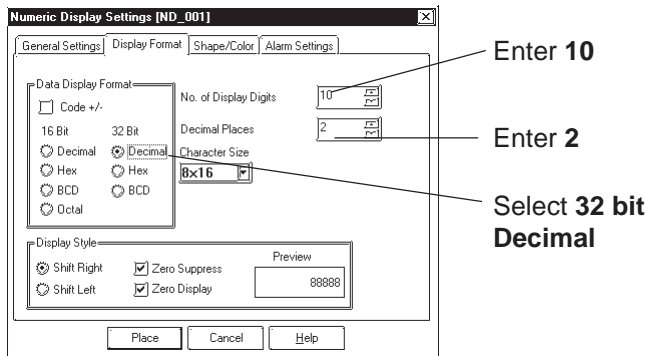 Numeric Display Settings [ND_001]
General Settings Display Format Shape/Color Alarm Settings
Data Display Format
Code +/-
16 Bit 32 Bit
Decimal Decimal
Hex Hex
BCD BCD
Octal
No. of Display Digits 10
Decimal Places 2
Character Size
8×16
Display Style
Shift Right Zero Suppress
Shift Left Zero Display
Preview
88888
Place Cancel Help
Enter 10
Enter 2
Select 32 bit
Decimal